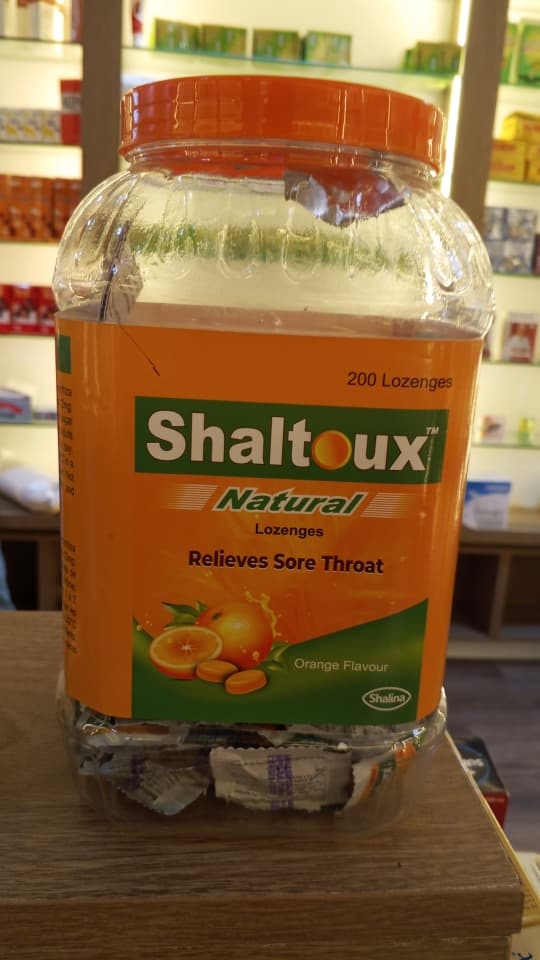 200 Lozenges
Shaltoux™
Natural
Lozenges
Relieves Sore Throat
Orange Flavour
Shalina